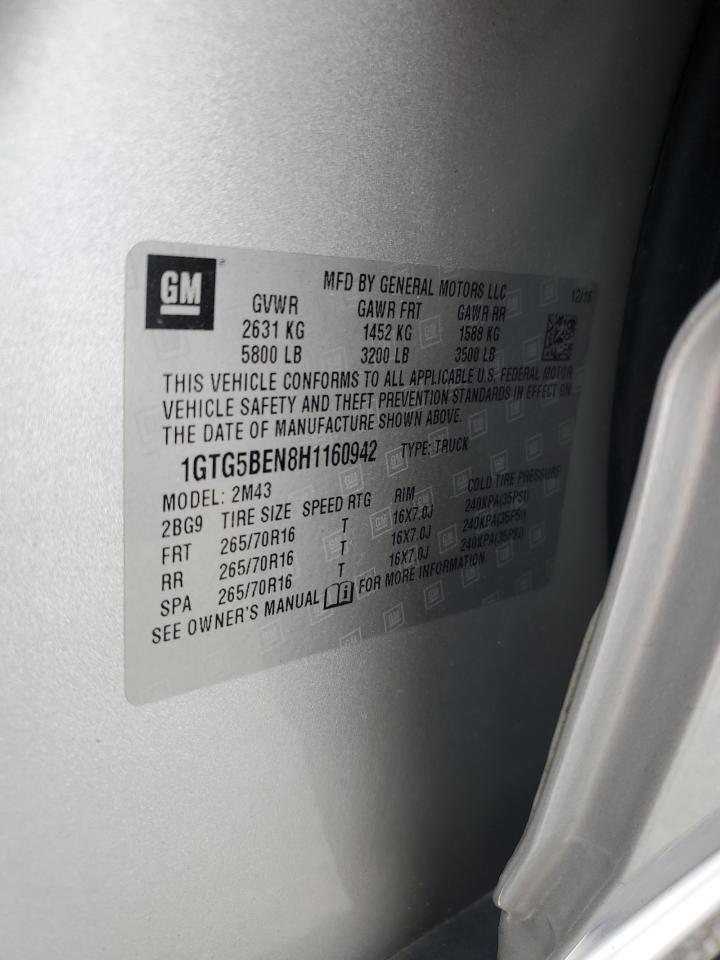 GM
MFD BY GENERAL MOTORS LLC 12/16
GVWR GAWR FRT GAWR RR
2631 KG 1452 KG 1588 KG
5800 LB 3200 LB 3500 LB
THIS VEHICLE CONFORMS TO ALL APPLICABLE U.S. FEDERAL MOTOR
VEHICLE SAFETY AND THEFT PREVENTION STANDARDS IN EFFECT ON
THE DATE OF MANUFACTURE SHOWN ABOVE.
1GTG5BEN8H1160942 TYPE: TRUCK
MODEL: 2M43
2BG9 TIRE SIZE SPEED RTG RIM COLD TIRE PRESSURE
FRT 265/70R16 T 16X7.0J 240KPA(35PSI)
RR 265/70R16 T 16X7.0J 240KPA(35PSI)
SPA 265/70R16 T 16X7.0J 240KPA(35PSI)
SEE OWNER'S MANUAL FOR MORE INFORMATION.